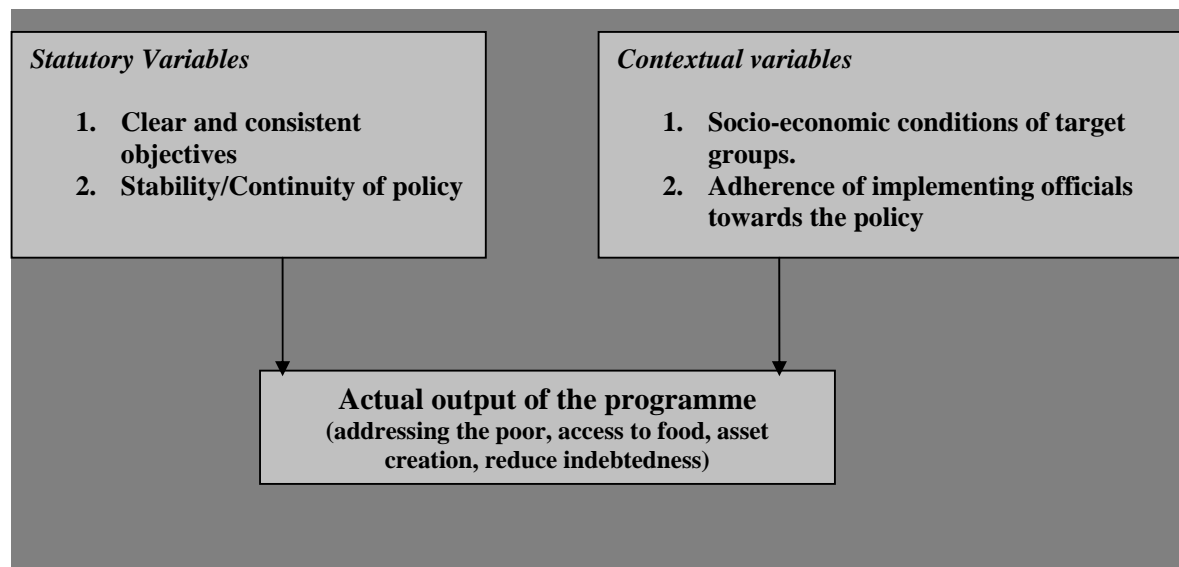 Statutory Variables
1. Clear and consistent
objectives
2. Stability/Continuity of policy
Contextual variables
1. Socio-economic conditions of target
groups.
2. Adherence of implementing officials
towards the policy
Actual output of the programme
(addressing the poor, access to food, asset
creation, reduce indebtedness)